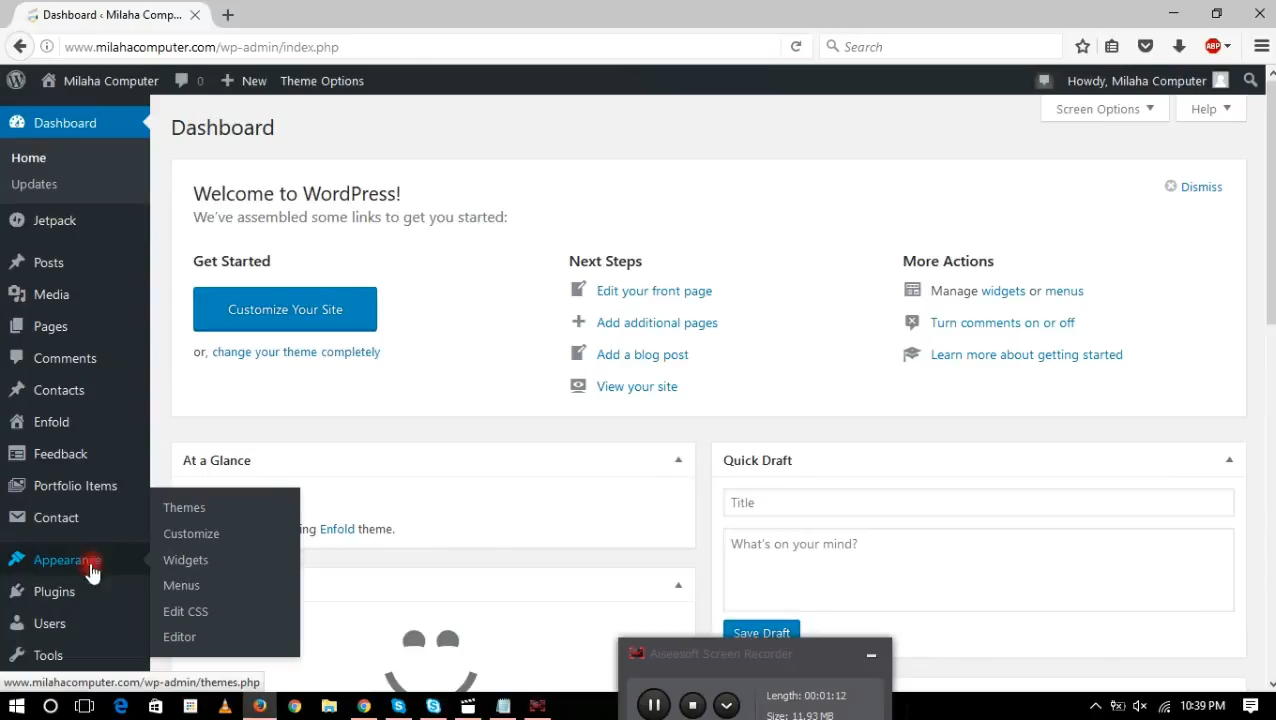 Dashboard ‹ Milaha Comp...
www.milahacomputer.com/wp-admin/index.php
Search
ABP
Milaha Computer
0
New
Theme Options
Howdy, Milaha Computer
Dashboard
Home
Updates
Jetpack
Posts
Media
Pages
Comments
Contacts
Enfold
Feedback
Portfolio Items
Contact
Appearance
Plugins
Users
Tools
Themes
Customize
Widgets
Menus
Edit CSS
Editor
Dashboard
Screen Options
Help
Welcome to WordPress!
Dismiss
We've assembled some links to get you started:
Get Started
Customize Your Site
or, change your theme completely
Next Steps
Edit your front page
Add additional pages
Add a blog post
View your site
More Actions
Manage widgets or menus
Turn comments on or off
Learn more about getting started
At a Glance
ing Enfold theme.
Quick Draft
Title
What's on your mind?
Save Draft
Aiseesoft Screen Recorder
Length: 00:01:12
Size: 11.93MB
www.milahacomputer.com/wp-admin/themes.php
10:39 PM